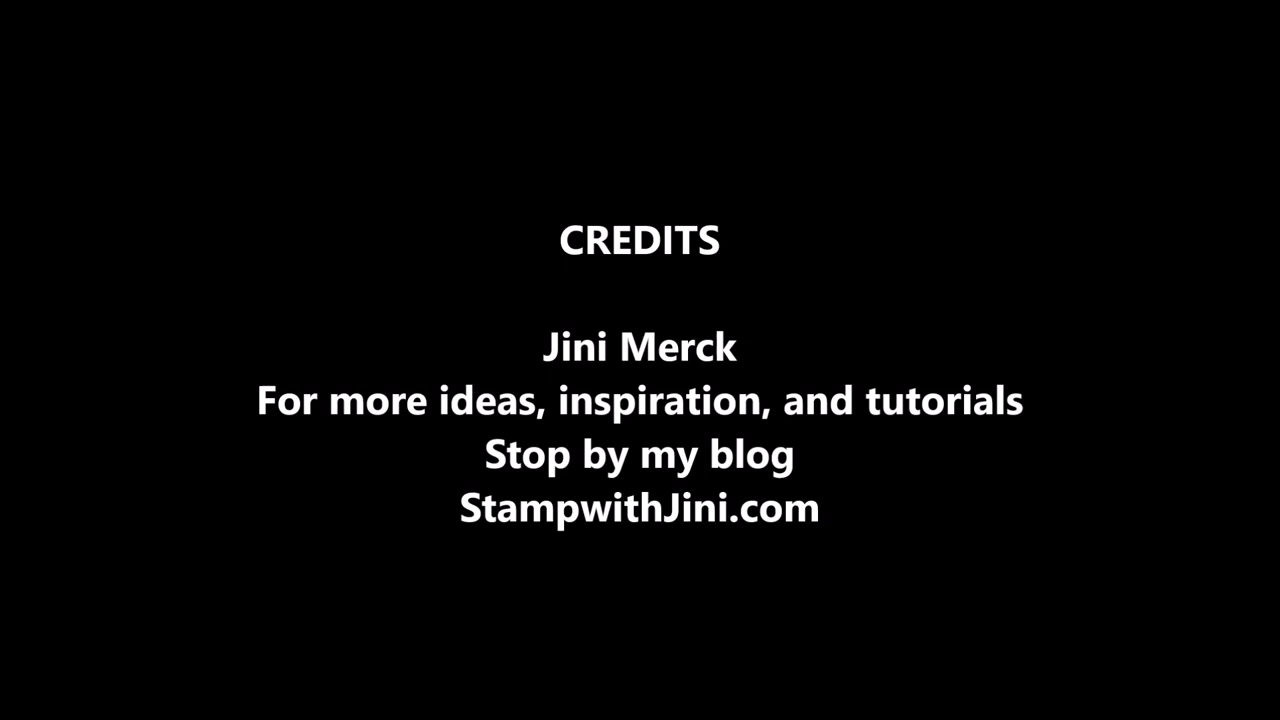 CREDITS
Jini Merck
For more ideas, inspiration, and tutorials
Stop by my blog
StampwithJini.com